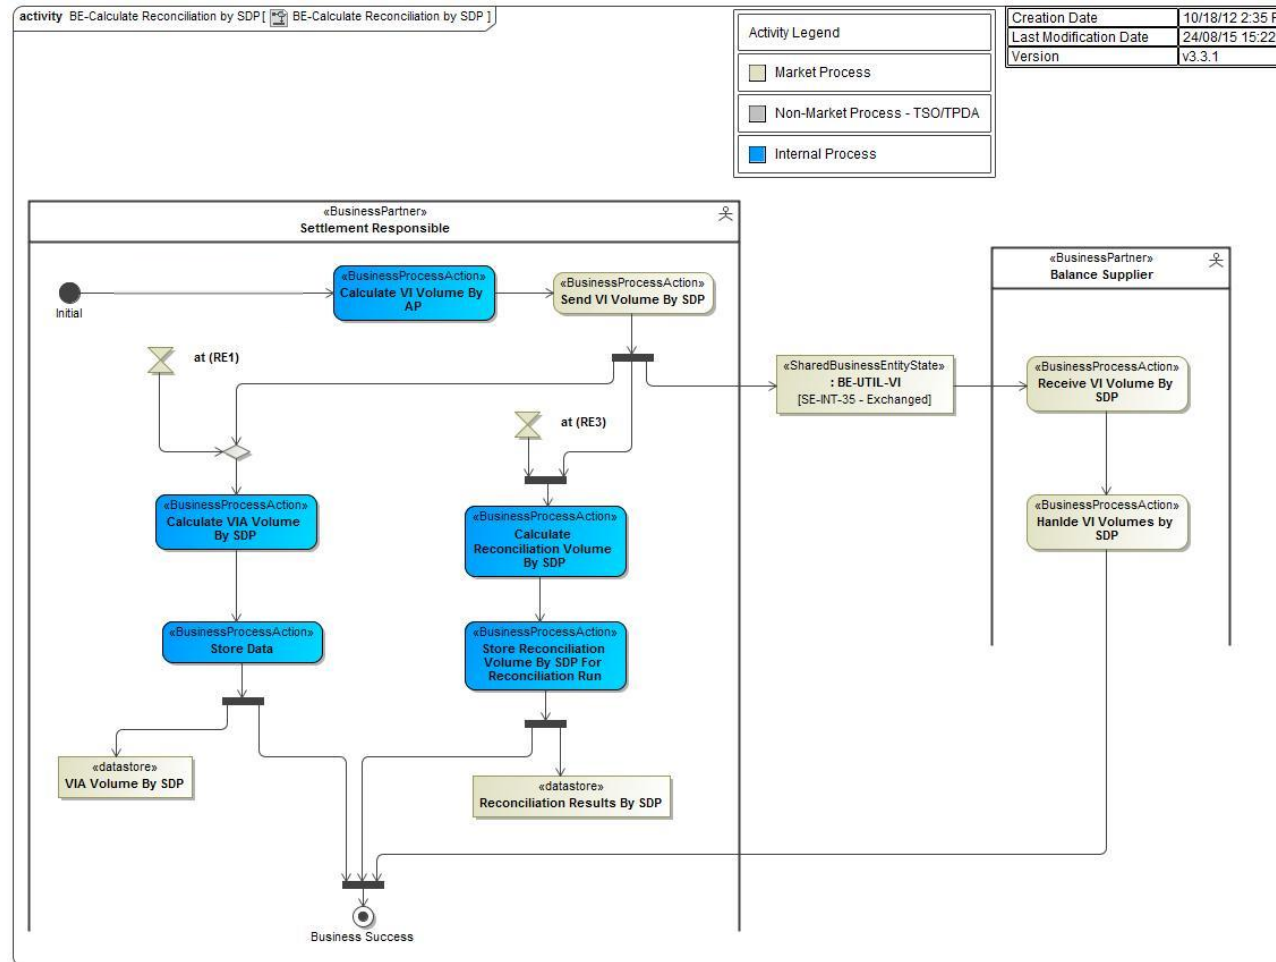 activity BE-Calculate Reconciliation by SDP[ BE-Calculate Reconciliation by SDP ]
Activity Legend
Market Process
Non-Market Process - TSO/TPDA
Internal Process
Creation Date 10/18/12 2:35
Last Modification Date 24/08/15 15:22
Version v3.3.1
«BusinessPartner»
Settlement Responsible
«BusinessPartner»
Balance Supplier
Initial
«BusinessProcessAction»
Calculate VI Volume By
AP
«BusinessProcessAction»
Send VI Volume By SDP
at (RE1)
at (RE3)
«SharedBusinessEntityState»
: BE-UTIL-VI
[SE-INT-35 - Exchanged]
«BusinessProcessAction»
Receive VI Volume By
SDP
«BusinessProcessAction»
Calculate VIA Volume
By SDP
«BusinessProcessAction»
Calculate
Reconciliation Volume
By SDP
«BusinessProcessAction»
Hanlde VI Volumes by
SDP
«BusinessProcessAction»
Store Data
«BusinessProcessAction»
Store Reconciliation
Volume By SDP For
Reconciliation Run
«datastore»
VIA Volume By SDP
«datastore»
Reconciliation Results By SDP
Business Success